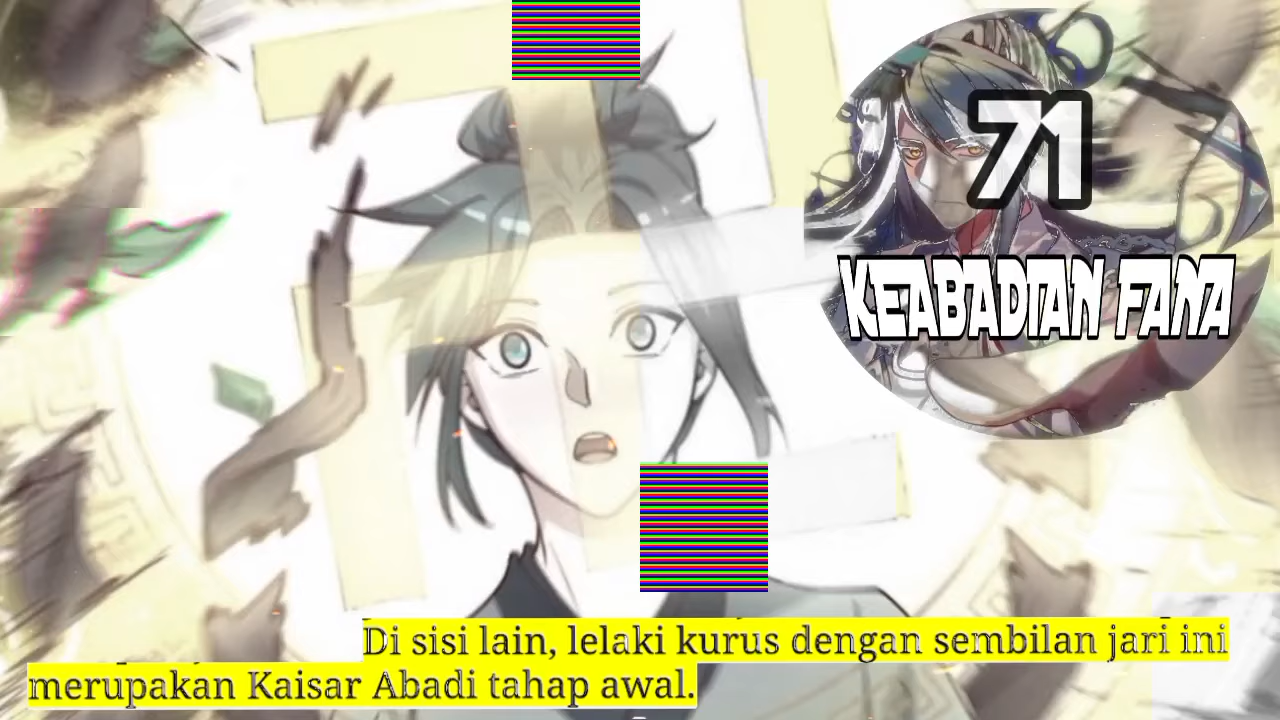 71
KEABADIAN FANA
Di sisi lain, lelaki kurus dengan sembilan jari ini
merupakan Kaisar Abadi tahap awal.